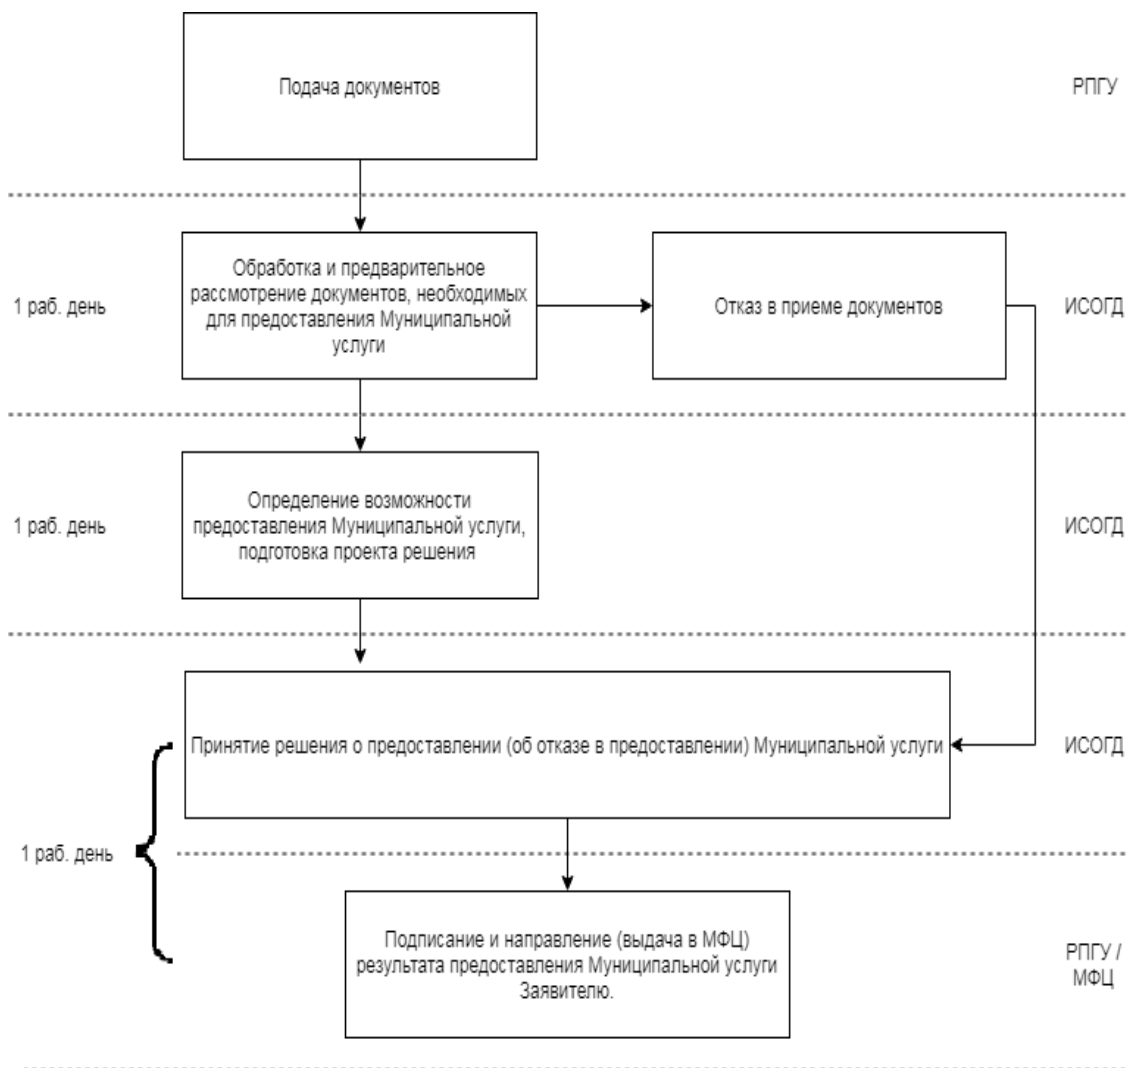 Подача документов
РПГУ
1 раб. день
Обработка и предварительное
рассмотрение документов, необходимых
для предоставления Муниципальной
услуги
Отказ в приеме документов
ИСОГД
1 раб. день
Определение возможности
предоставления Муниципальной услуги,
подготовка проекта решения
ИСОГД
Принятие решения о предоставлении (об отказе в предоставлении) Муниципальной услуги
ИСОГД
1 раб. день
Подписание и направление (выдача в МФЦ)
результата предоставления Муниципальной услуги
Заявителю.
РПГУ /
МФЦ